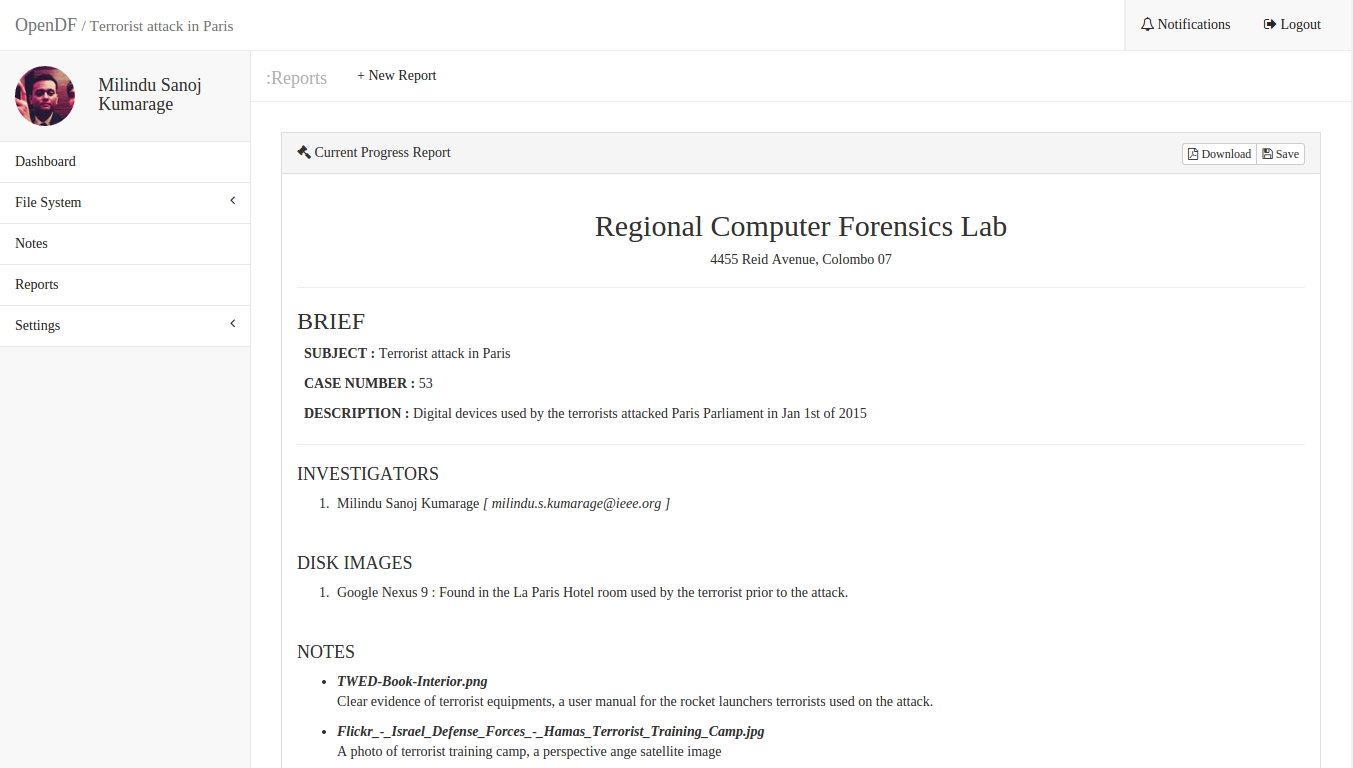 OpenDF / Terrorist attack in Paris
Notifications
Logout
Milindu Sanoj
Kumarage
Dashboard
File System
Notes
Reports
Settings
:Reports
+ New Report
Current Progress Report
Download
Save
Regional Computer Forensics Lab
4455 Reid Avenue, Colombo 07
BRIEF
SUBJECT : Terrorist attack in Paris
CASE NUMBER : 53
DESCRIPTION : Digital devices used by the terrorists attacked Paris Parliament in Jan 1st of 2015
INVESTIGATORS
1. Milindu Sanoj Kumarage [ milindu.s.kumarage@ieee.org ]
DISK IMAGES
1. Google Nexus 9 : Found in the La Paris Hotel room used by the terrorist prior to the attack.
NOTES
• TWED-Book-Interior.png
Clear evidence of terrorist equipments, a user manual for the rocket launchers terrorists used on the attack.
• Flickr_-_Israel_Defense_Forces_-_Hamas_Terrorist_Training_Camp.jpg
A photo of terrorist training camp, a perspective ange satellite image